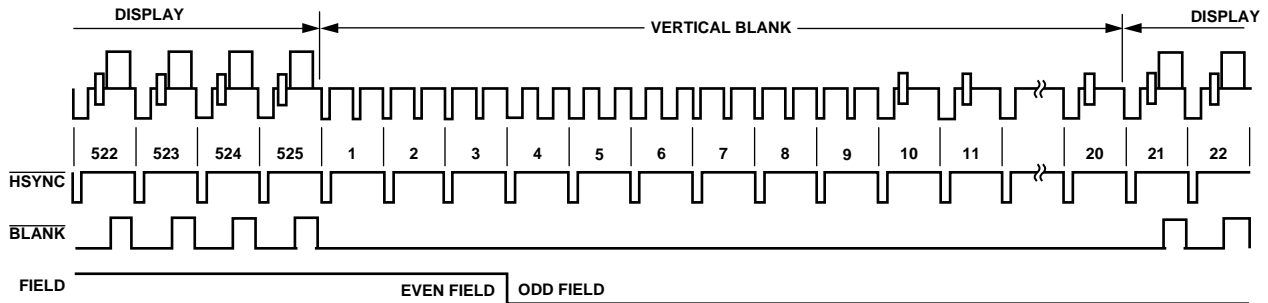 DISPLAY VERTICAL BLANK DISPLAY
522 523 524 525 1 2 3 4 5 6 7 8 9 10 11 20 21 22
HSYNC
BLANK
FIELD EVEN FIELD ODD FIELD